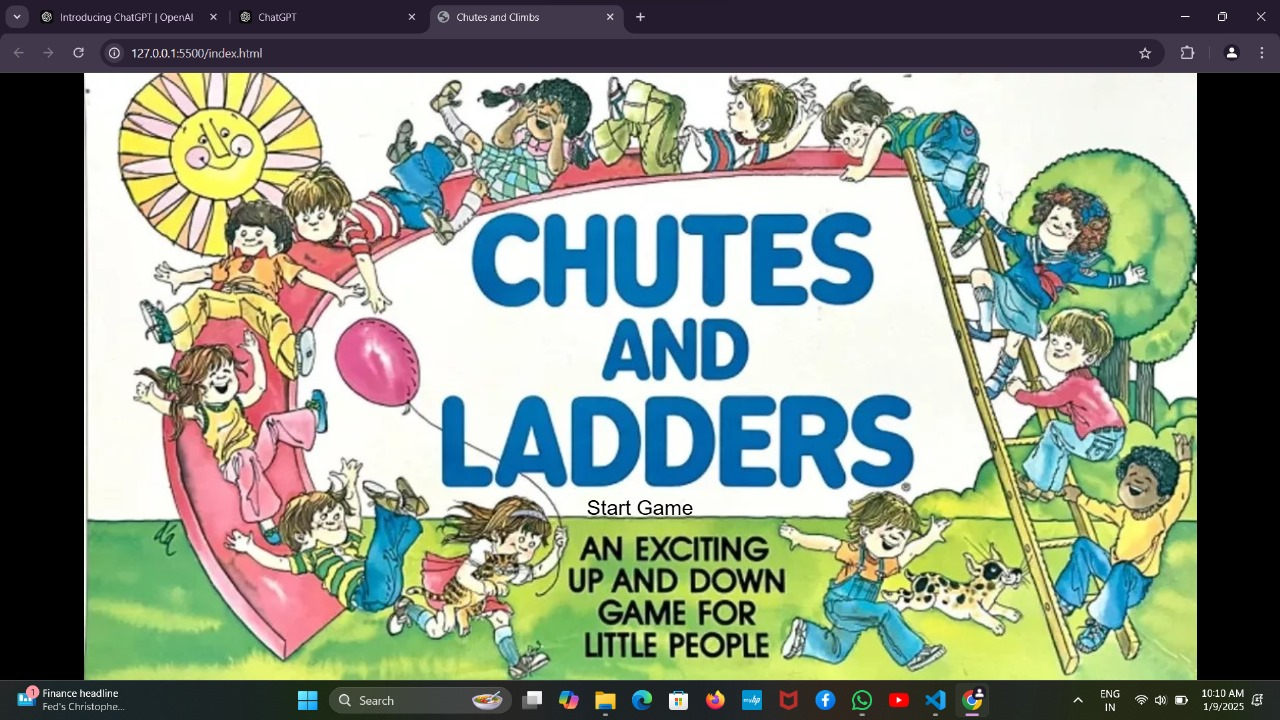 Introducing ChatGPT | OpenAI
ChatGPT
Chutes and Climbs
127.0.0.1:5500/index.html
CHUTES
AND
LADDERS®
Start Game
AN EXCITING
UP AND DOWN
GAME FOR
LITTLE PEOPLE
1
Finance headline
Fed's Christophe...
Search
ENG
IN
10:10 AM
1/9/2025